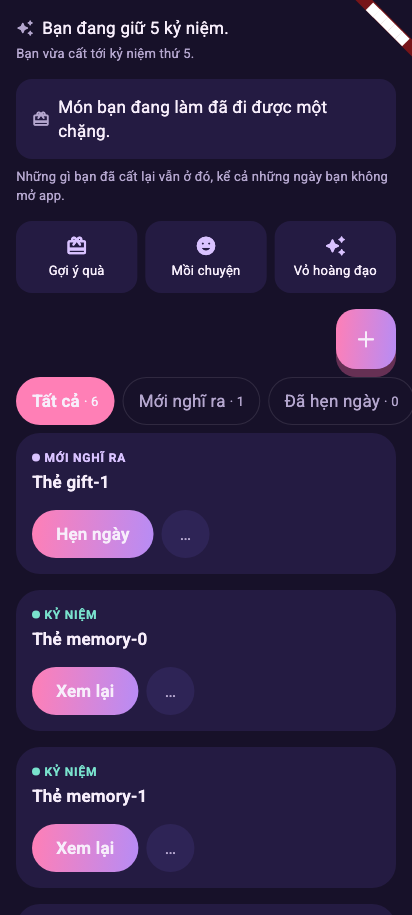 Bạn đang giữ 5 kỷ niệm.
Bạn vừa cất tới kỷ niệm thứ 5.
Món bạn đang làm đã đi được một
chặng.
Những gì bạn đã cất lại vẫn ở đó, kể cả những ngày bạn không
mở app.
Gợi ý quà
Mồi chuyện
Vỏ hoàng đạo
Tất cả · 6
Mới nghĩ ra · 1
Đã hẹn ngày · 0
MỚI NGHĨ RA
Thẻ gift-1
Hẹn ngày
...
KỶ NIỆM
Thẻ memory-0
Xem lại
...
KỶ NIỆM
Thẻ memory-1
Xem lại
...